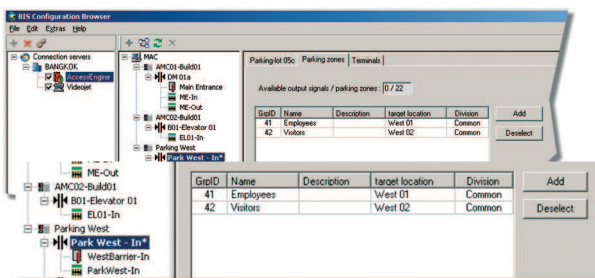 BIS Configuration Browser
File Edit Extras Help
Connection servers
BANGKOK
AccessEngine
Videojet
MAC
AMC01-Build01
DM 01a
Main Entrance
ME-In
ME-Out
AMC02-Build01
B01-Elevator 01
EL01-In
Parking West
Park West - In*
Parking-lot 05c Parking zones Terminals
Available output signals / parking zones : 0 / 22
GrpID Name Description target location Division
41 Employees West 01 Common
42 Visitors West 02 Common
Add
Deselect
ME-Out
AMC02-Build01
B01-Elevator 01
EL01-In
Parking West
Park West - In*
WestBarrier-In
ParkWest-In
GrpID Name Description target location Division
41 Employees West 01 Common
42 Visitors West 02 Common
Add
Deselect